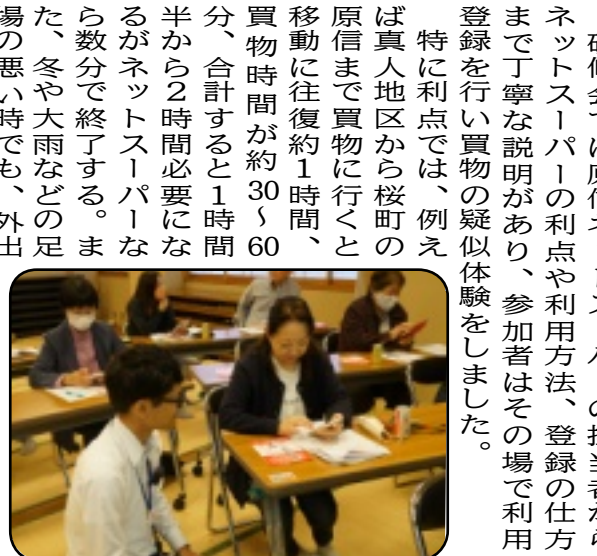 ネットスーパーの利点や利用方法、登録の仕方
まで丁寧な説明があり、参加者はその場で利用
登録を行い買物の疑似体験をしました。
特に利点では、例え
ば真人地区から桜町の
原信まで買物に行くと
移動に往復約１時間、
買物時間が約30～60
分、合計すると１時間
半から２時間必要にな
るがネットスーパーな
ら数分で終了する。ま
た、冬や大雨などの足
場の悪い時でも、外出